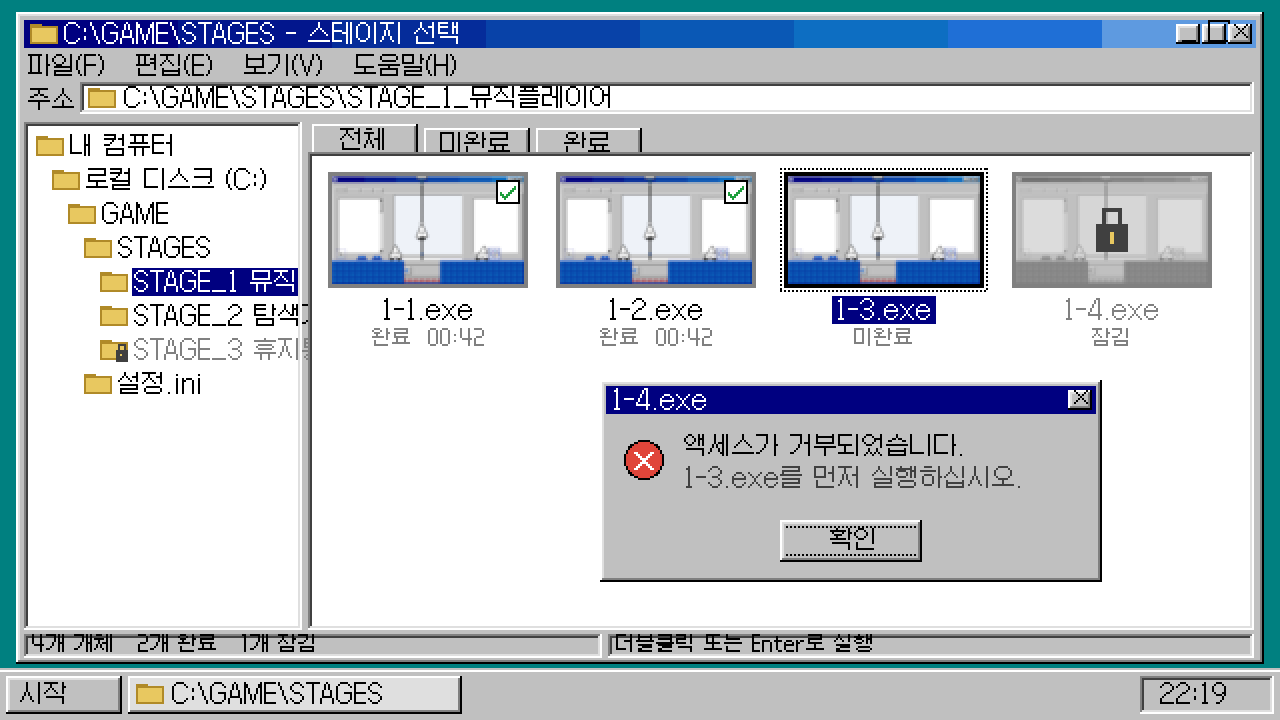 C:\GAME\STAGES - 스테이지 선택
파일(F) 편집(E) 보기(V) 도움말(H)
주소 C:\GAME\STAGES\STAGE_1_뮤직플레이어
내 컴퓨터
로컬 디스크 (C:)
GAME
STAGES
STAGE_1 뮤직
STAGE_2 탐색
STAGE_3 휴지
설정.ini
전체 미완료 완료
1-1.exe
완료 00:42
1-2.exe
완료 00:42
1-3.exe
미완료
1-4.exe
잠김
1-4.exe
액세스가 거부되었습니다.
1-3.exe를 먼저 실행하십시오.
확인
4개 개체 2개 완료 1개 잠김
더블클릭 또는 Enter로 실행
시작 C:\GAME\STAGES 22:19